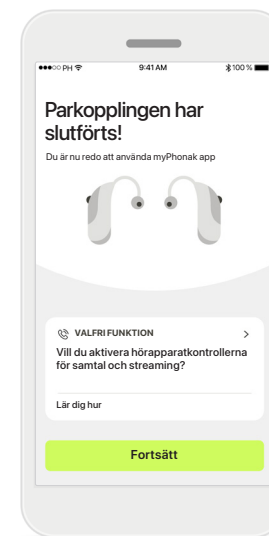 ●●●○○ PH 9:41 AM 100 %
Parkopplingen har
slutförts!
Du är nu redo att använda myPhonak app
VALFRI FUNKTION
Vill du aktivera hörapparatkontrollerna
för samtal och streaming?
Lär dig hur
Fortsätt